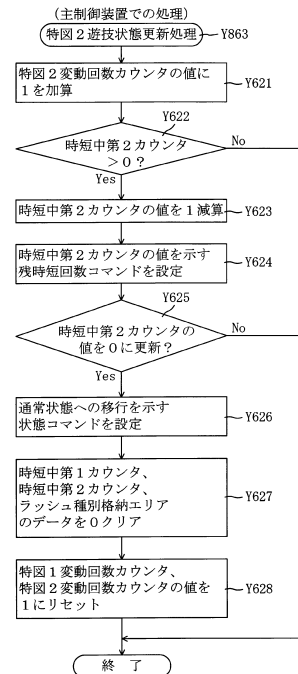 (主制御装置での処理)
特図２遊技状態更新処理
Y863
特図２変動回数カウンタの値に
１を加算
Y621
Y622
時短中第２カウンタ
＞０？
No
Yes
時短中第２カウンタの値を１減算
Y623
時短中第２カウンタの値を示す
残時短回数コマンドを設定
Y624
Y625
時短中第２カウンタの
値を０に更新？
No
Yes
通常状態への移行を示す
状態コマンドを設定
Y626
時短中第１カウンタ、
時短中第２カウンタ、
ラッシュ種別格納エリア
のデータを０クリア
Y627
特図１変動回数カウンタ、
特図２変動回数カウンタの値を
１にリセット
Y628
終 了